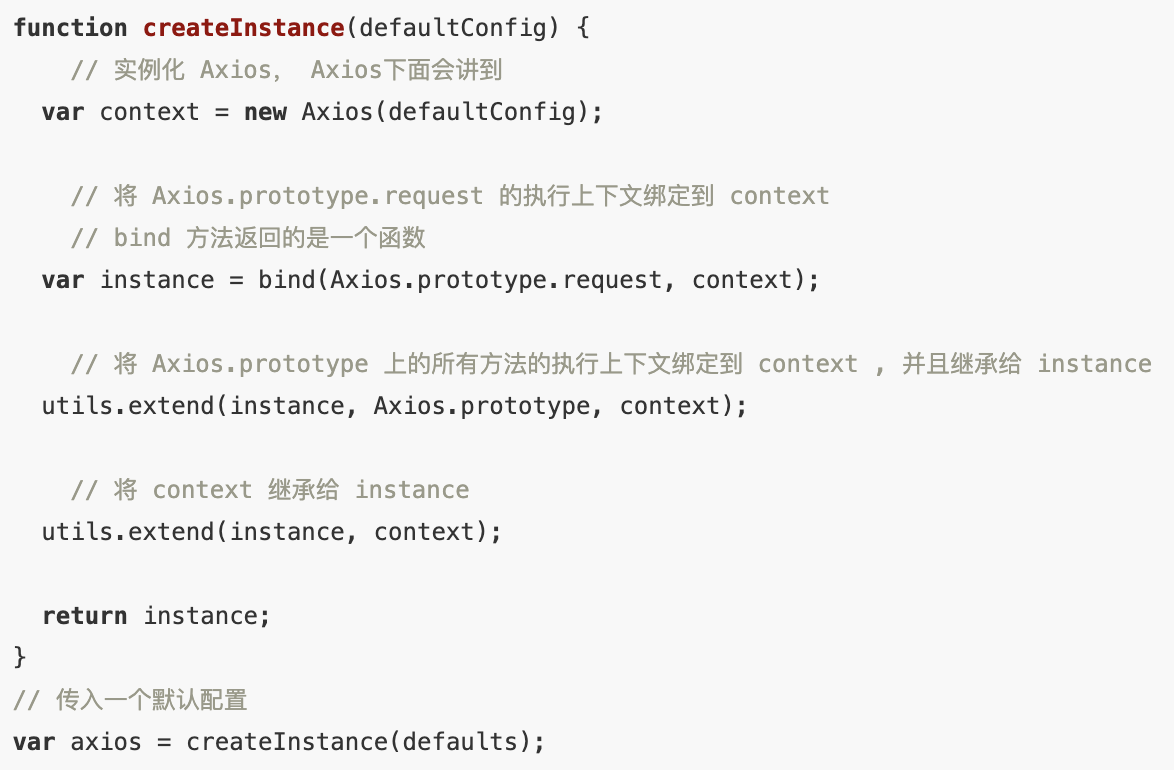 function createInstance(defaultConfig) {
    // 实例化 Axios， Axios下面会讲到
  var context = new Axios(defaultConfig);

    // 将 Axios.prototype.request 的执行上下文绑定到 context
    // bind 方法返回的是一个函数
  var instance = bind(Axios.prototype.request, context);

    // 将 Axios.prototype 上的所有方法的执行上下文绑定到 context , 并且继承给 instance
  utils.extend(instance, Axios.prototype, context);

    // 将 context 继承给 instance
  utils.extend(instance, context);

  return instance;
}
// 传入一个默认配置
var axios = createInstance(defaults);